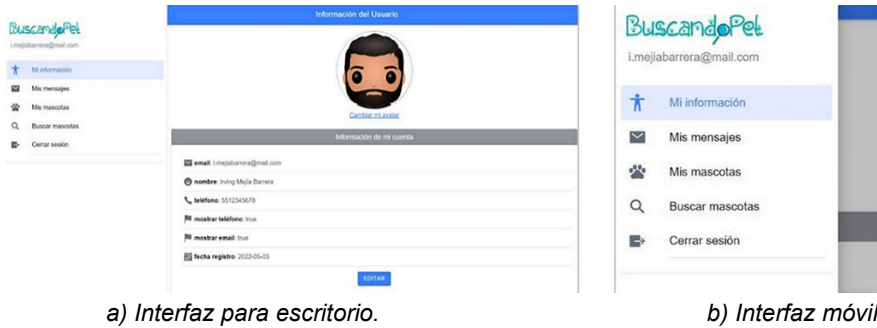 BuscandoPet
i.mejiabarrera@mail.com
Mi información
Mis mensajes
Mis mascotas
Buscar mascotas
Cerrar sesión
Información del Usuario
Cambiar mi avatar
Información de mi cuenta
email: i.mejiabarrera@mail.com
nombre: Irving Mejia Barrera
teléfono: 5512345678
mostrar teléfono: true
mostrar email: true
fecha registro: 2022-05-03
EDITAR
a) Interfaz para escritorio.
BuscandoPet
i.mejiabarrera@mail.com
Mi información
Mis mensajes
Mis mascotas
Buscar mascotas
Cerrar sesión
b) Interfaz móvil